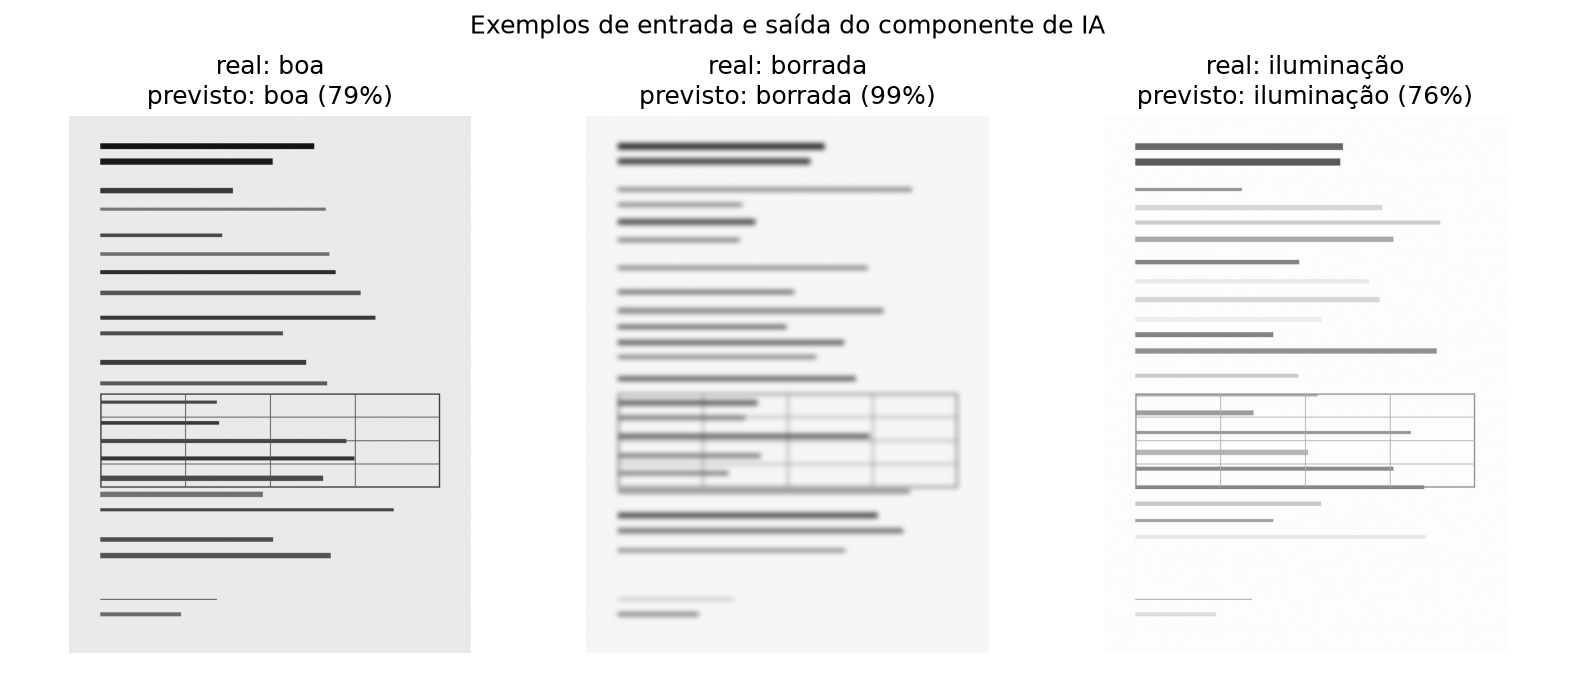 Exemplos de entrada e saída do componente de IA
real: boa
previsto: boa (79%)
real: borrada
previsto: borrada (99%)
real: iluminação
previsto: iluminação (76%)